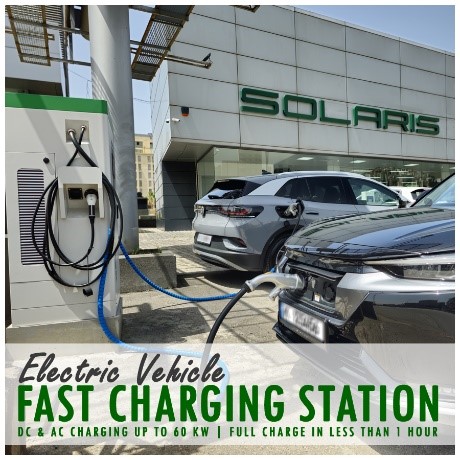 SOLARIS
Electric Vehicle
FAST CHARGING STATION
DC & AC CHARGING UP TO 60 KW | FULL CHARGE IN LESS THAN 1 HOUR